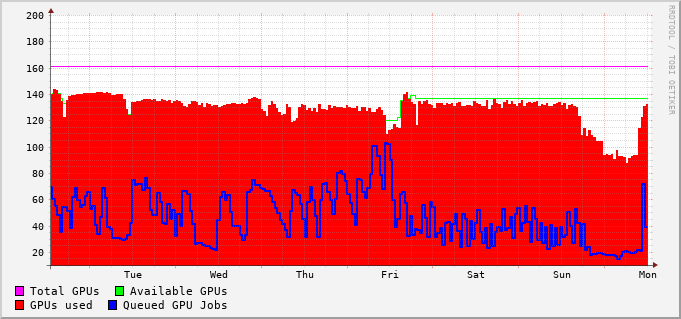 RRDTOOL / TOBI OETIKER
200
180
160
140
120
100
80
60
40
20
Tue Wed Thu Fri Sat Sun Mon
Total GPUs Available GPUs
GPUs used Queued GPU Jobs